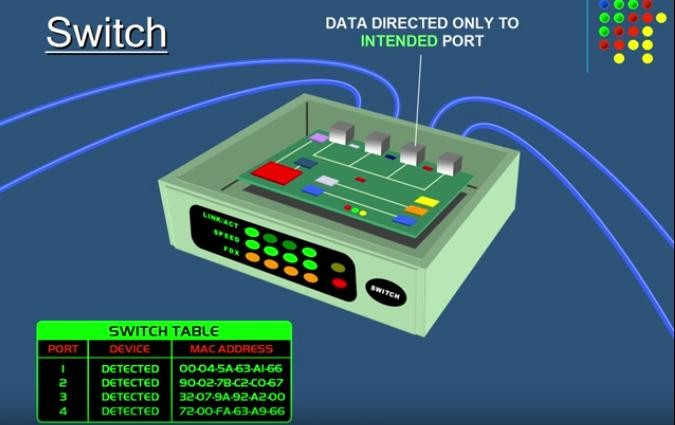 Switch
DATA DIRECTED ONLY TO
INTENDED PORT
LINK/ACT
SPEED
FDX
SWITCH
SWITCH TABLE
PORT DEVICE MAC ADDRESS
1 DETECTED 00-04-5A-63-A1-66
2 DETECTED 90-02-7B-C2-C0-67
3 DETECTED 32-07-9A-92-A2-00
4 DETECTED 72-00-FA-63-A9-66